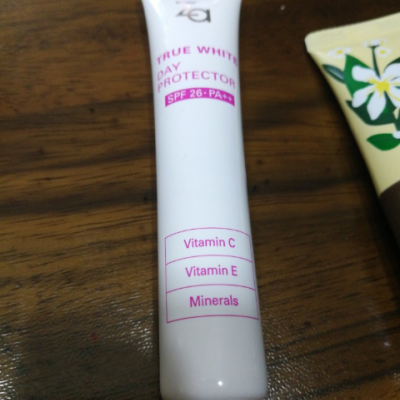 TRUE WHITE
DAY
PROTECTOR
SPF 26•PA++
Vitamin C
Vitamin E
Minerals